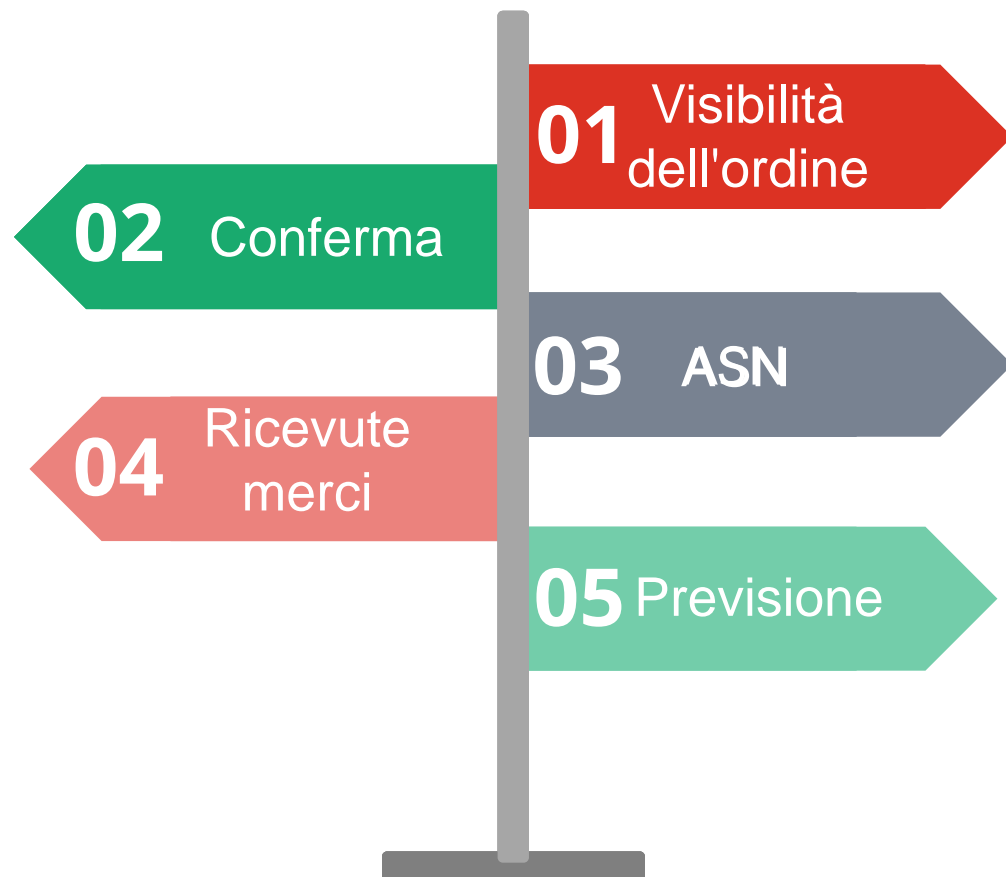 01 Visibilità
dell'ordine
02 Conferma
03 ASN
04 Ricevute
merci
05 Previsione